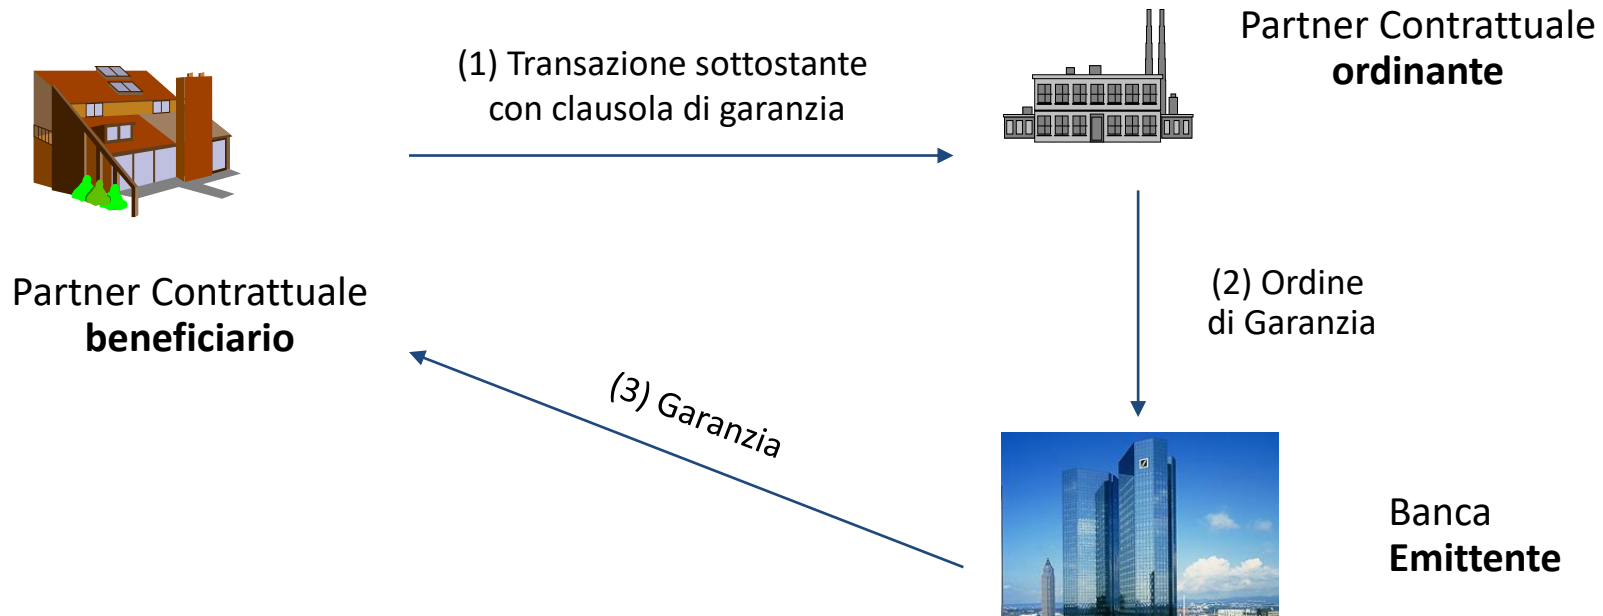 (1) Transazione sottostante
con clausola di garanzia
Partner Contrattuale
ordinante
Partner Contrattuale
beneficiario
(2) Ordine
di Garanzia
(3) Garanzia
Banca
Emittente